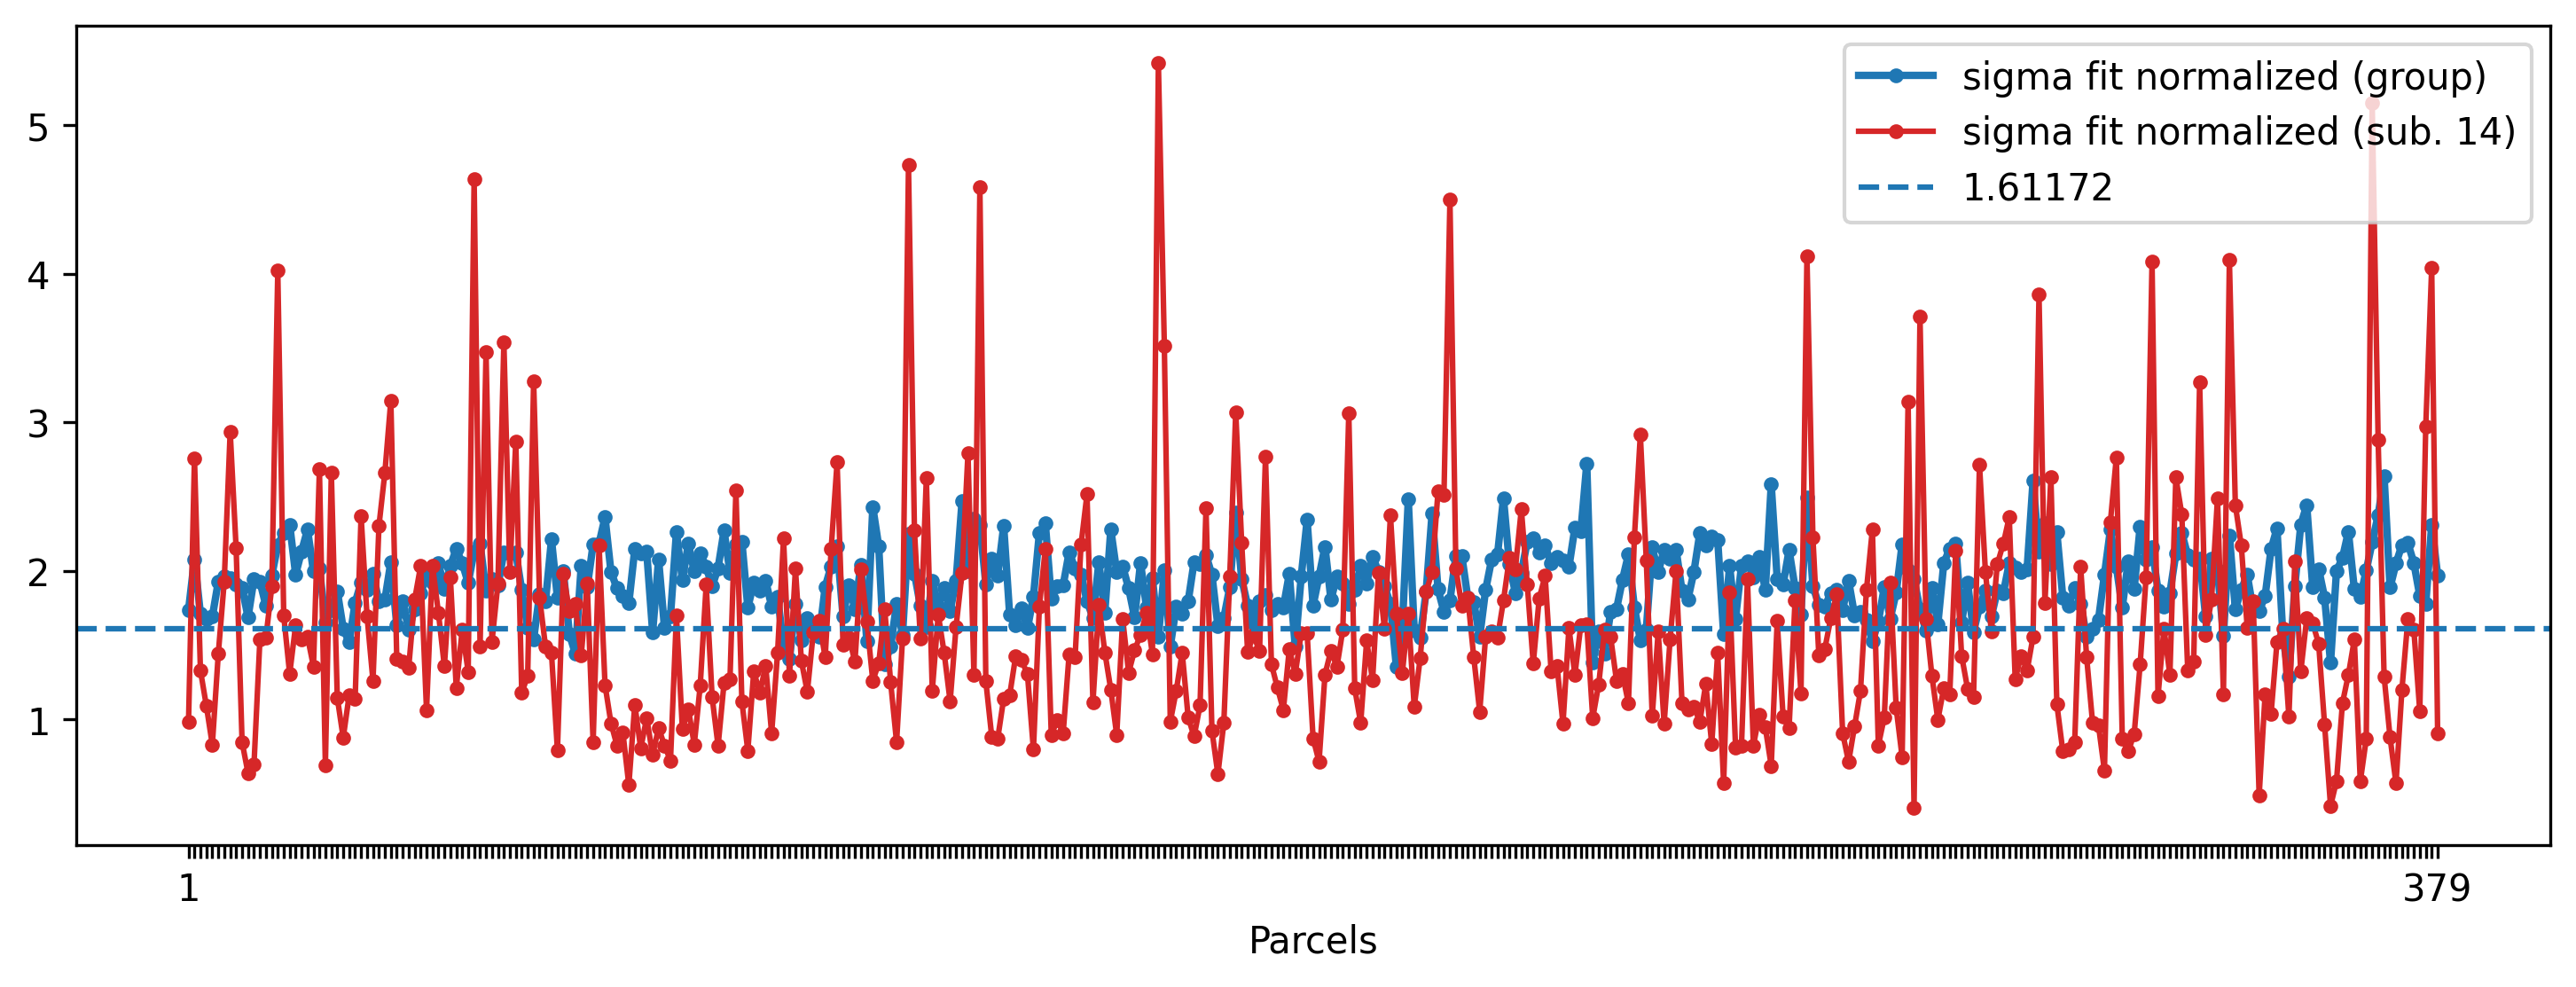 sigma fit normalized (group)
sigma fit normalized (sub. 14)
1.61172
5
4
3
2
1
1
379
Parcels